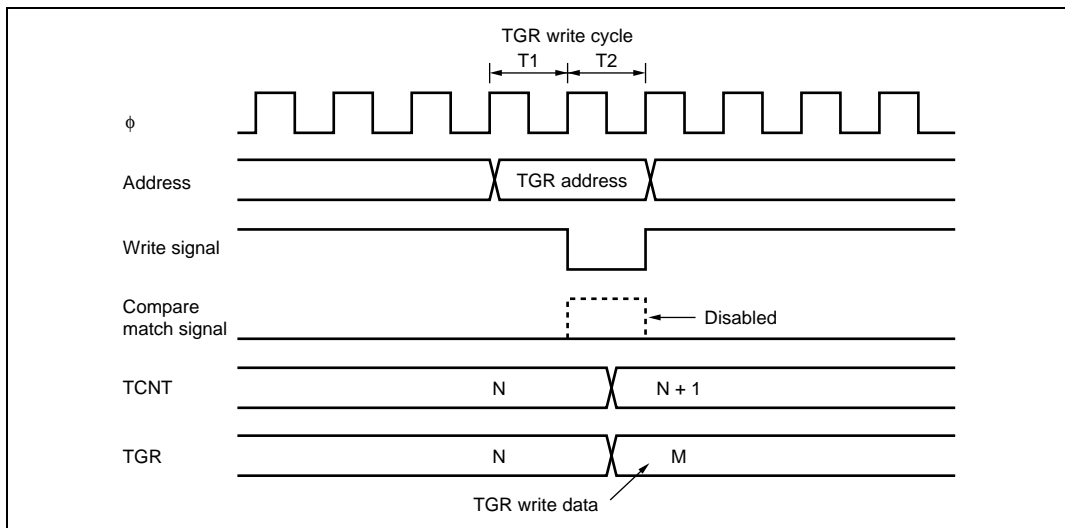 TGR write cycle
T1 T2
ϕ
Address
TGR address
Write signal
Compare
match signal
Disabled
TCNT
N
N + 1
TGR
N
M
TGR write data